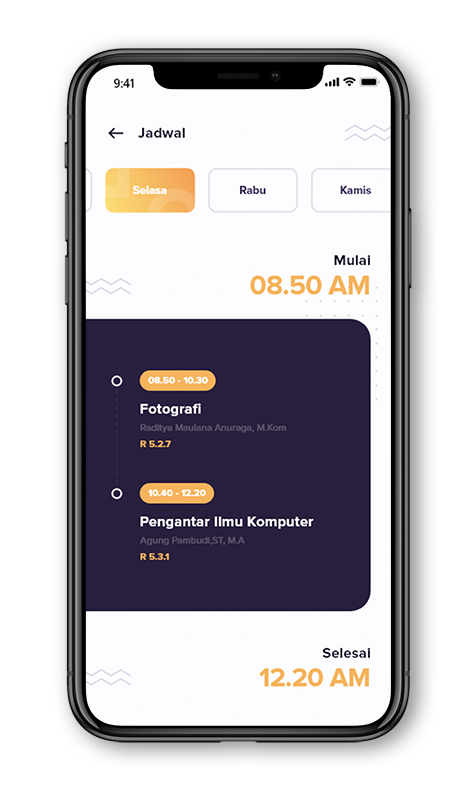 9:41
Jadwal
Selasa
Rabu
Kamis
Mulai
08.50 AM
08.50 - 10.30
Fotografi
Raditya Maulana Anuraga, M.Kom
R 5.2.7
10.40 - 12.20
Pengantar Ilmu Komputer
Agung Pambudi,ST, M.A
R 5.3.1
Selesai
12.20 AM